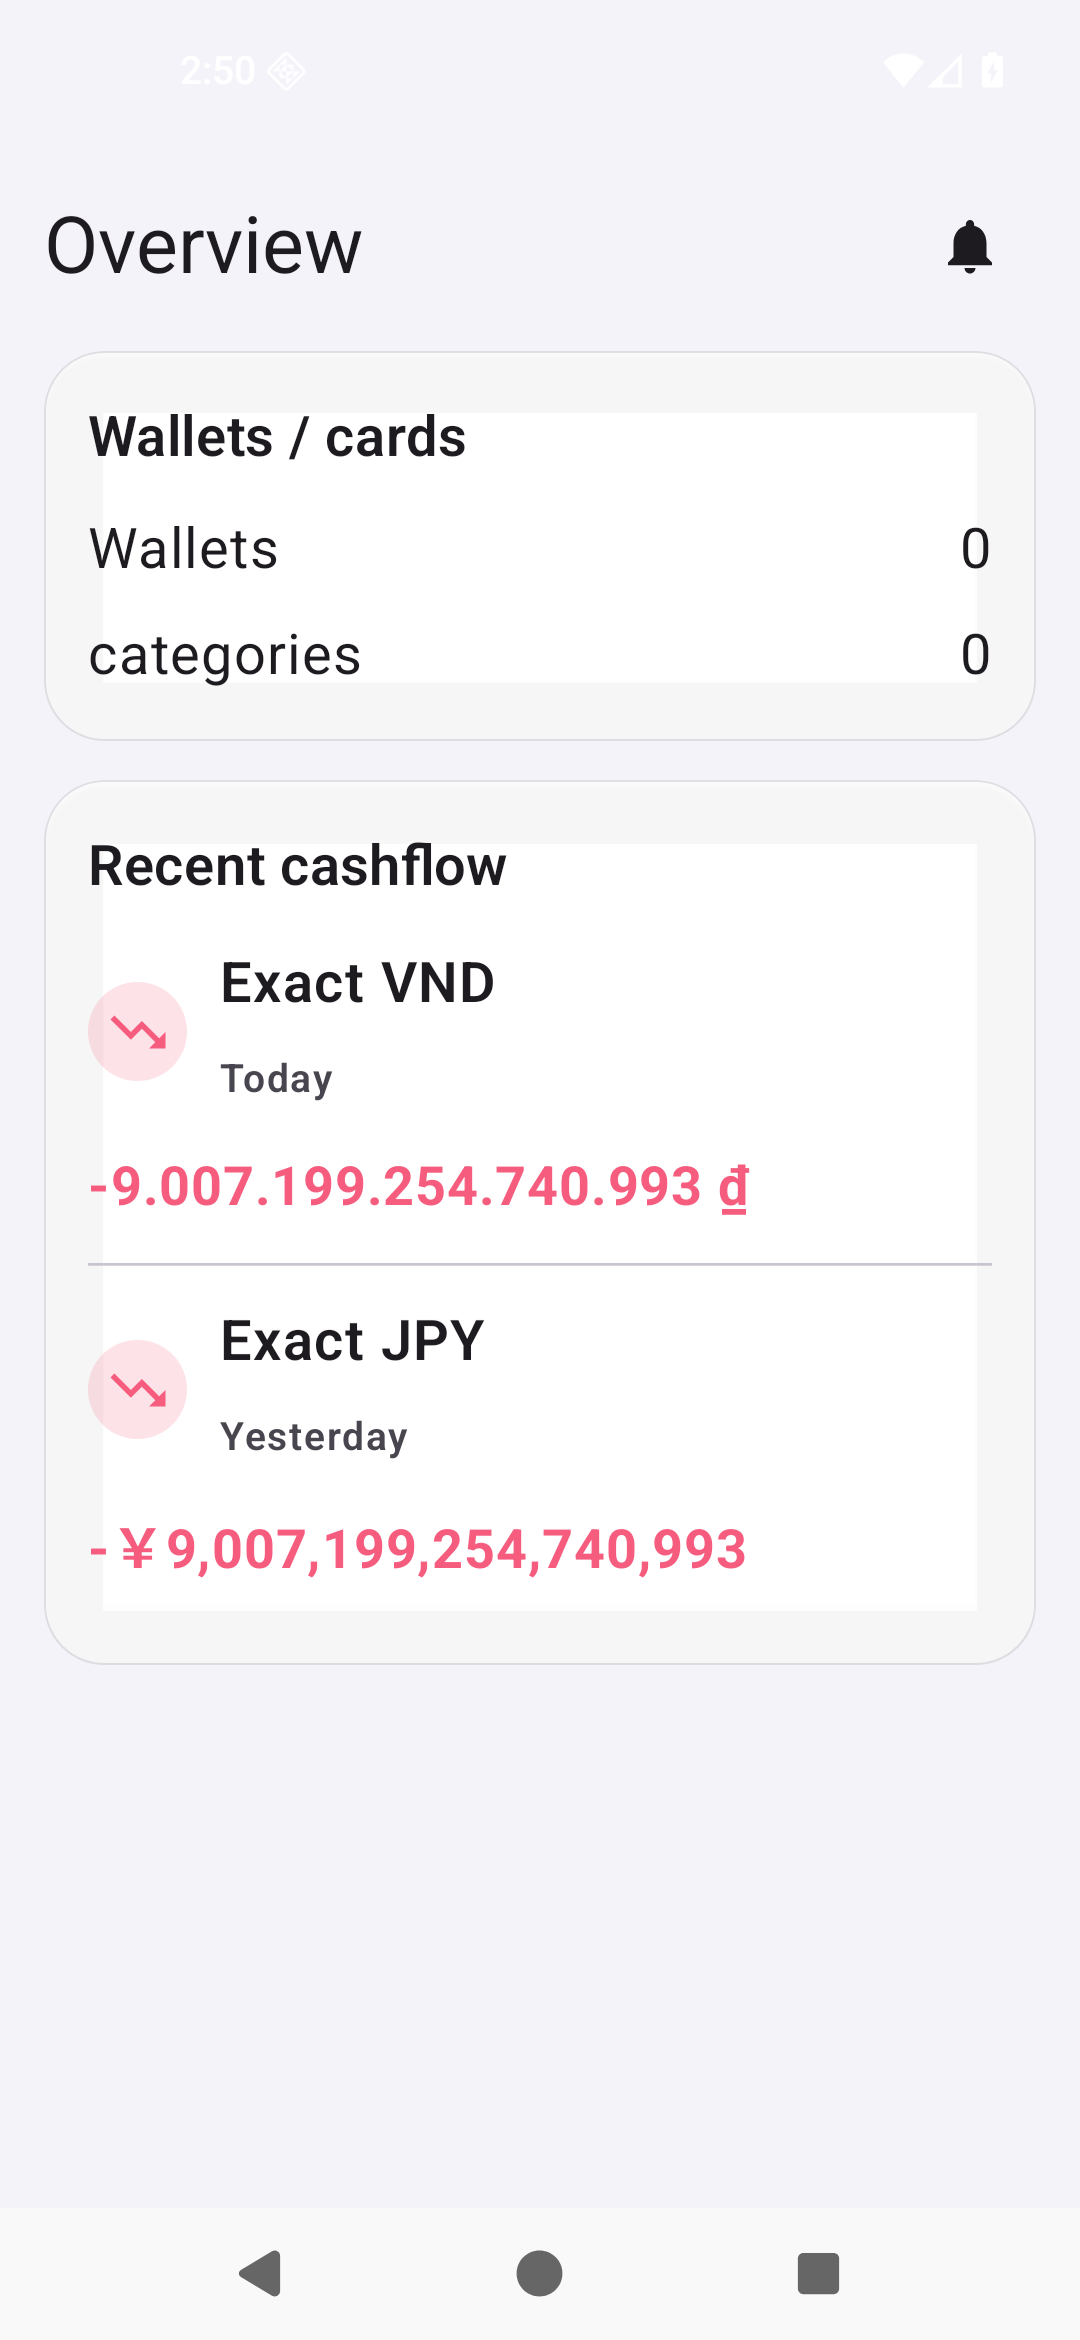 2:50
Overview
Wallets / cards
Wallets 0
categories 0
Recent cashflow
Exact VND
Today
-9.007.199.254.740.993 ₫
Exact JPY
Yesterday
-￥9,007,199,254,740,993